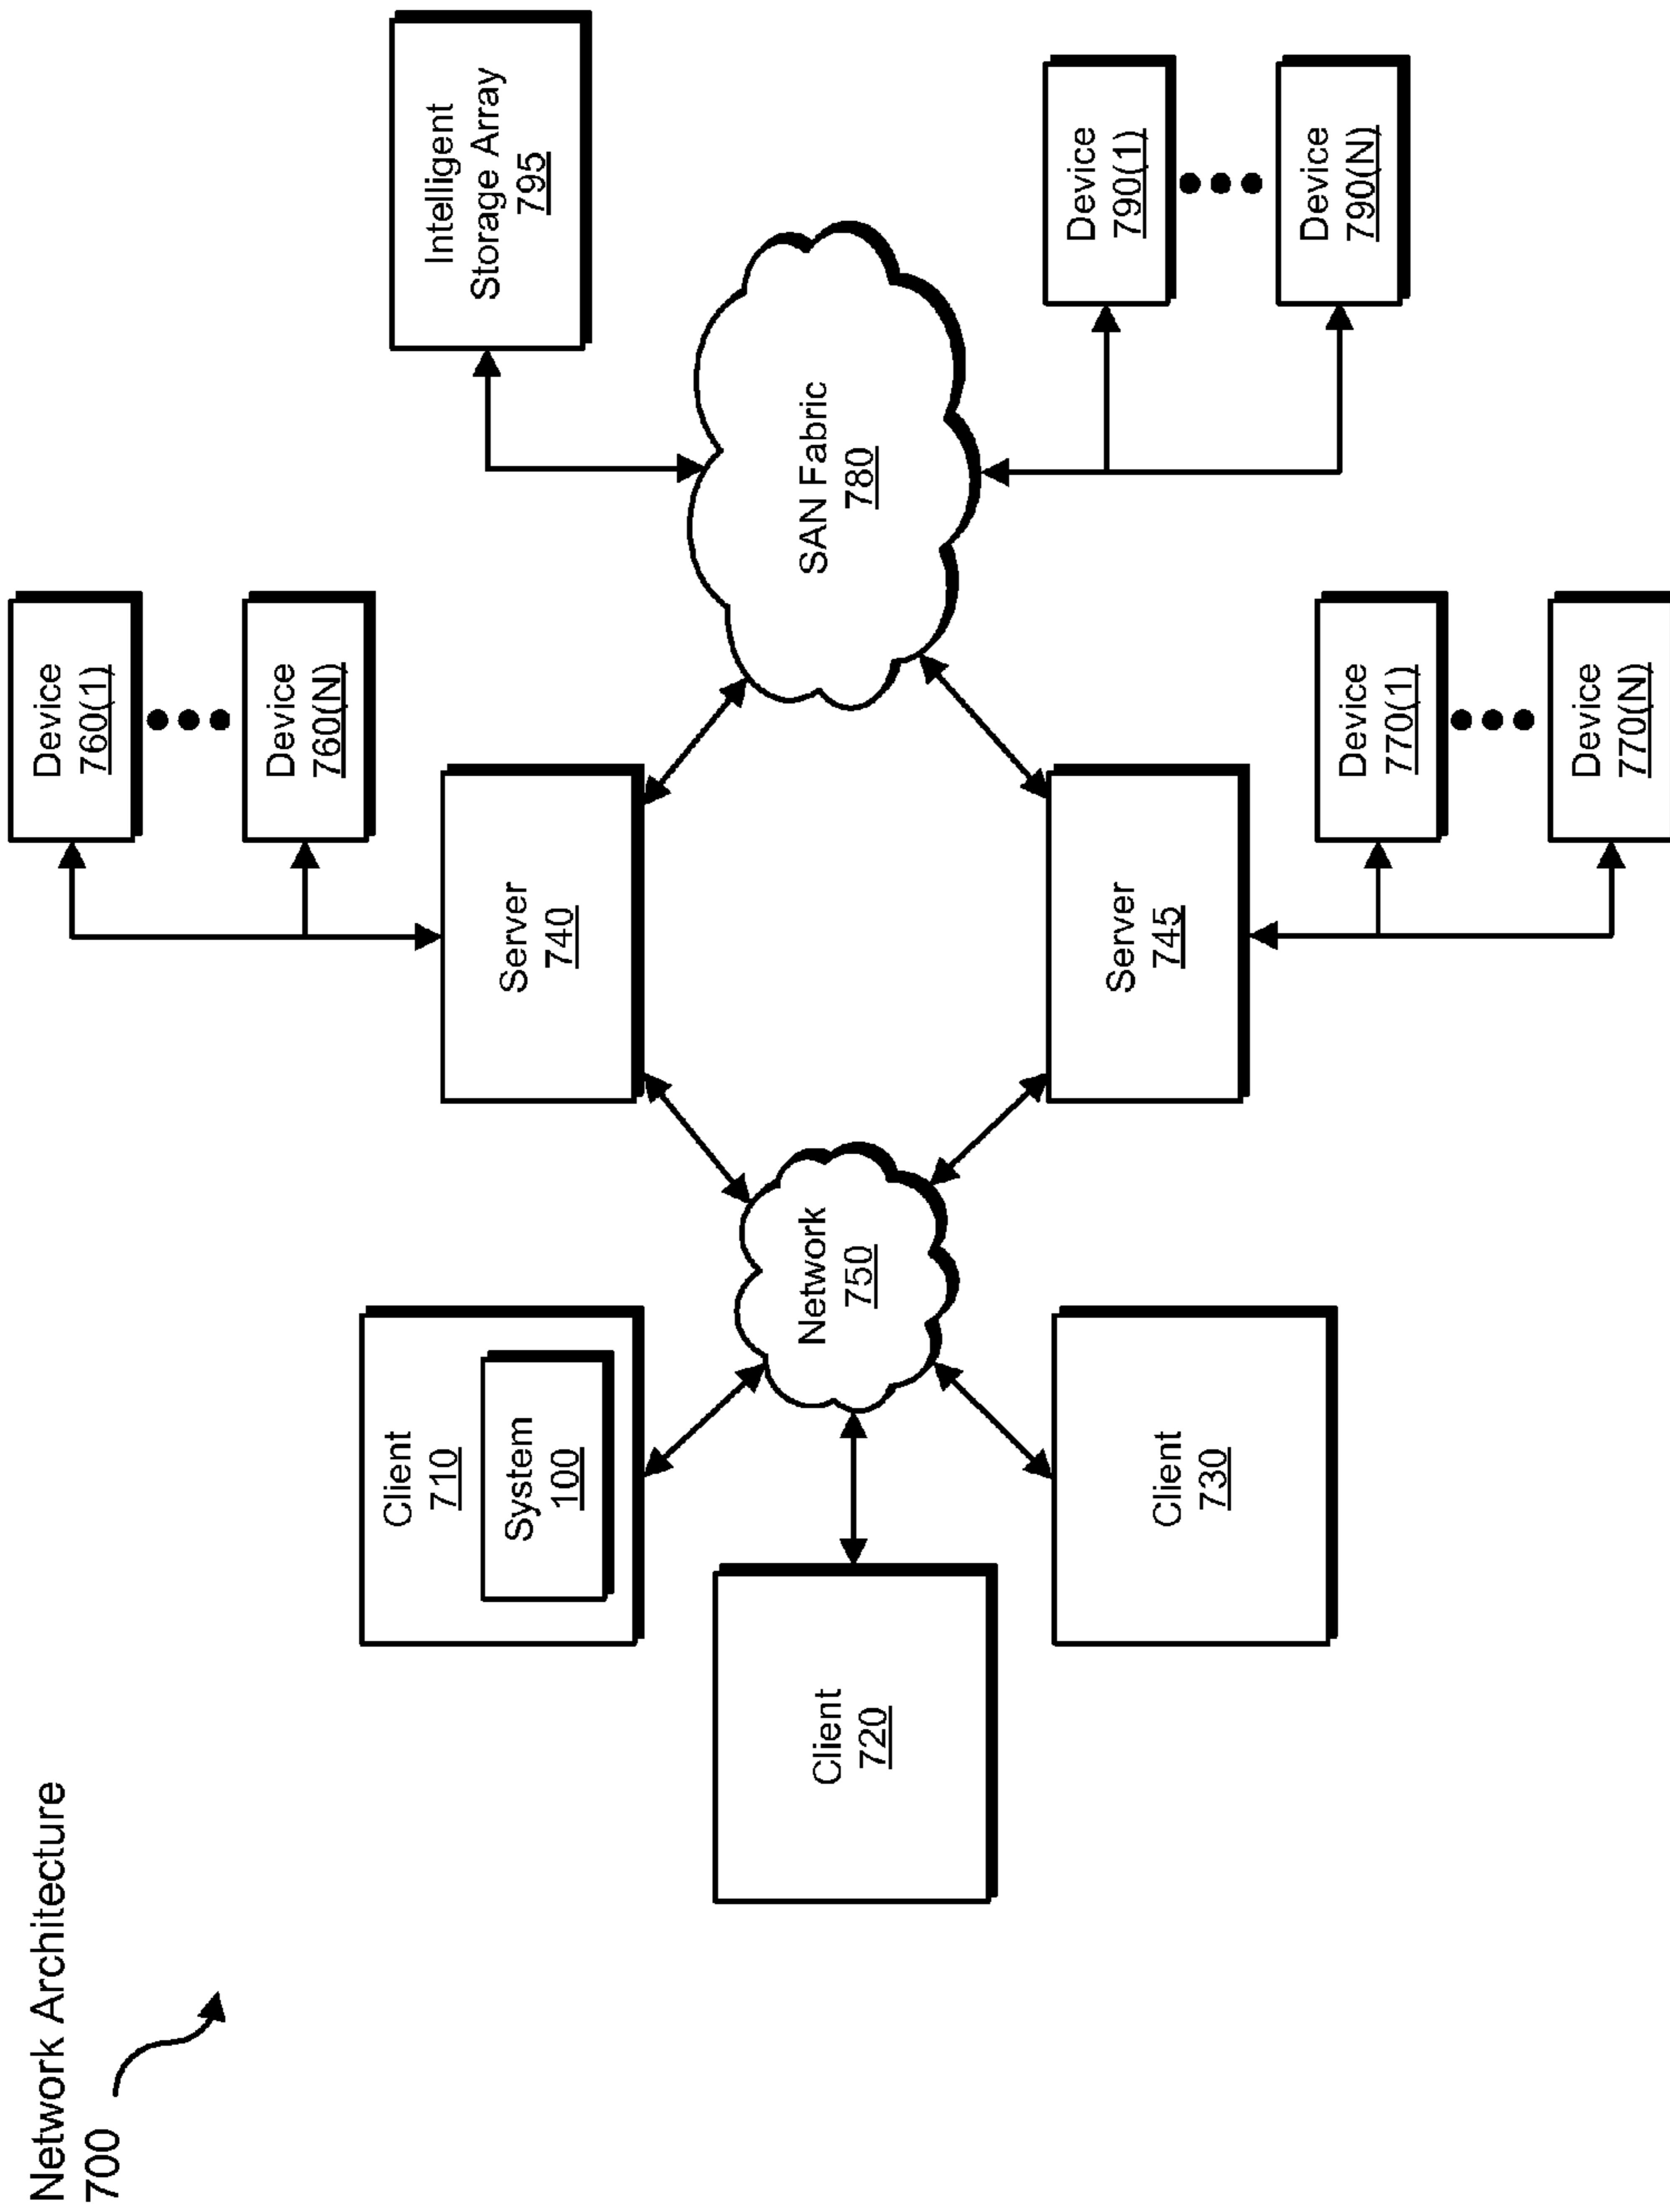 Network Architecture
700
Client
710
System
100
Client
720
Client
730
Network
750
Server
740
Server
745
Device
760(1)
Device
760(N)
Device
770(1)
Device
770(N)
SAN Fabric
780
Intelligent
Storage Array
795
Device
790(1)
Device
790(N)